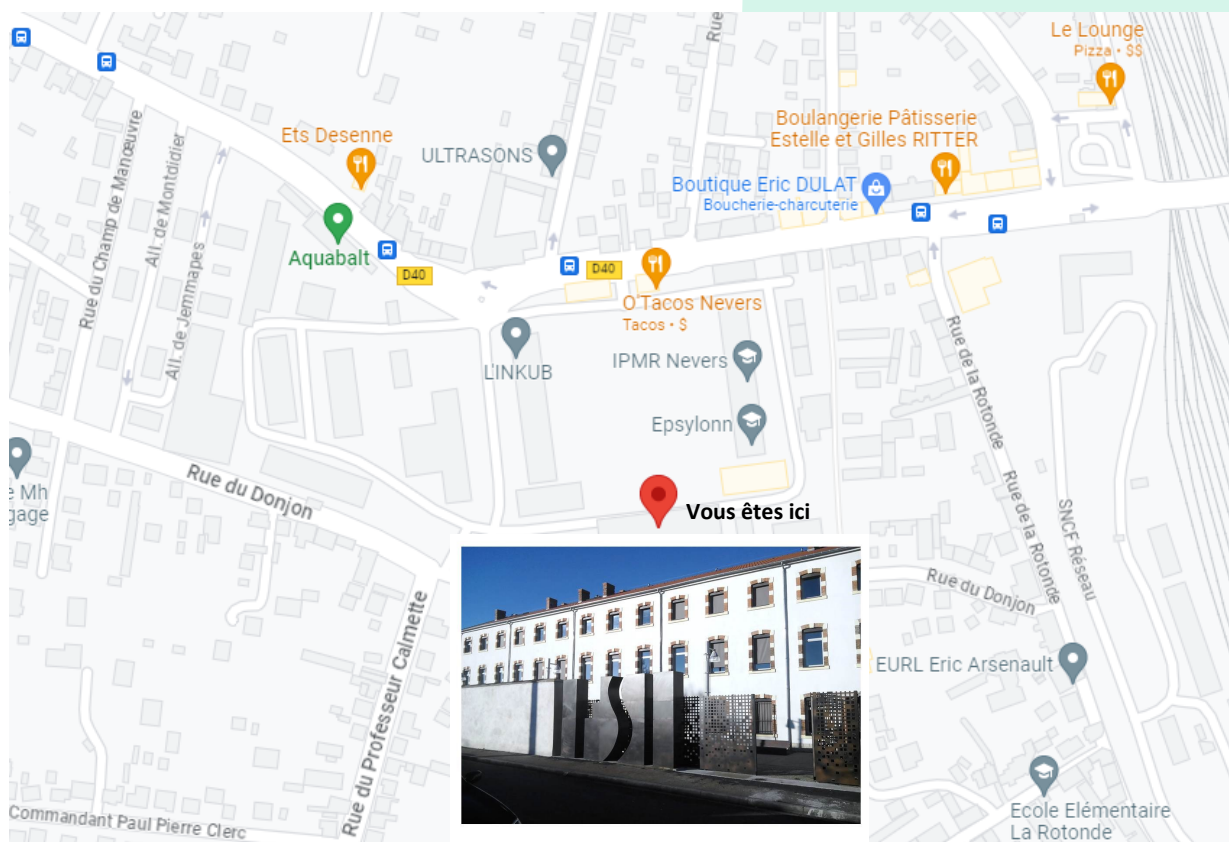 Le Lounge
Pizza • $$
Rue
Boulangerie Pâtisserie
Estelle et Gilles RITTER
Ets Desenne
ULTRASONS
Boutique Eric DULAT
Boucherie-charcuterie
Rue du Champ de Manœuvre
All. de Montdidier
All. de Jemmapes
Aquabalt
D40
D40
O'Tacos Nevers
Tacos • $
L'INKUB
IPMR Nevers
Epsylonn
Rue de la Rotonde
Rue de la Rotonde
SNCF Réseau
e Mh
gage
Rue du Donjon
Vous êtes ici
Rue du Donjon
Rue du Professeur Calmette
EURL Eric Arsenault
Commandant Paul Pierre Clerc
Ecole Elémentaire
La Rotonde